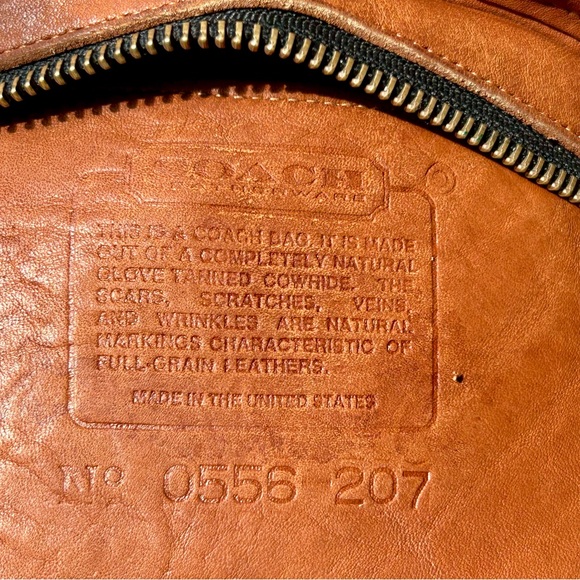 COACH
LEATHERWARE
THIS IS A COACH BAG. IT IS MADE
OUT OF A COMPLETELY NATURAL
GLOVE TANNED COWHIDE. THE
SCARS, SCRATCHES, VEINS,
AND WRINKLES ARE NATURAL
MARKINGS CHARACTERISTIC OF
FULL-GRAIN LEATHERS.
MADE IN THE UNITED STATES
No 0556 207